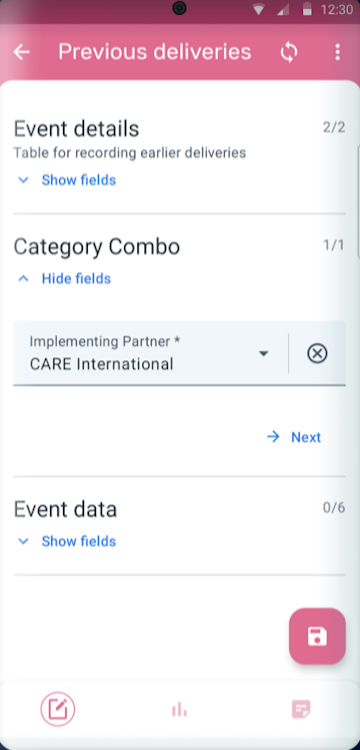 12:30
Previous deliveries
Event details 2/2
Table for recording earlier deliveries
Show fields
Category Combo 1/1
Hide fields
Implementing Partner *
CARE International
Next
Event data 0/6
Show fields